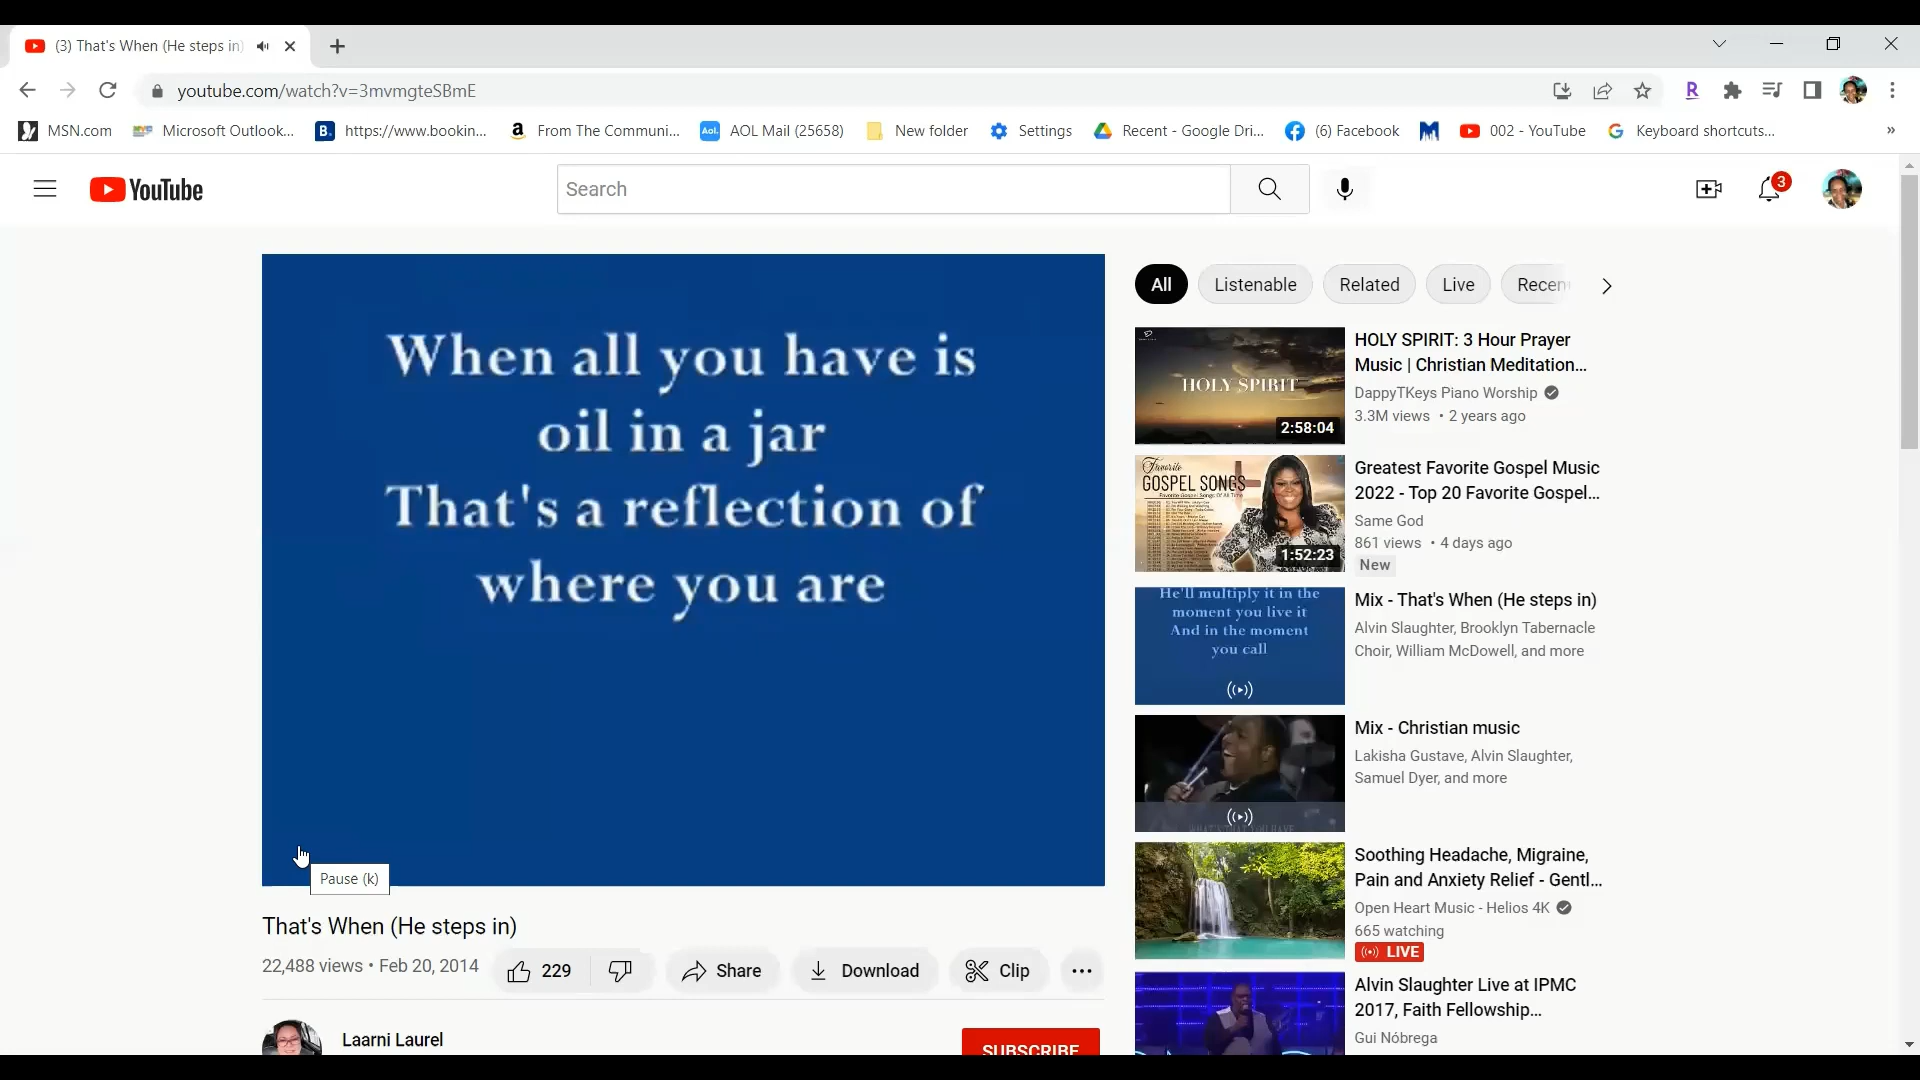 (3) That's When (He steps in)
youtube.com/watch?v=3mvmgteSBmE
MSN.com
Microsoft Outlook...
https://www.bookin...
From The Communi...
AOL Mail (25658)
New folder
Settings
Recent - Google Dri...
(6) Facebook
002 - YouTube
Keyboard shortcuts...
»
YouTube
Search
3
When all you have is
oil in a jar
That's a reflection of
where you are
Pause (k)
That's When (He steps in)
22,488 views • Feb 20, 2014
229
Share
Download
Clip
Laarni Laurel
SUBSCRIBE
All
Listenable
Related
Live
Recen
HOLY SPIRIT
2:58:04
HOLY SPIRIT: 3 Hour Prayer
Music | Christian Meditation...
DappyTKeys Piano Worship
3.3M views • 2 years ago
Favorite
GOSPEL SONGS
Favorite Gospel Songs Of All Time
1:52:23
Greatest Favorite Gospel Music
2022 - Top 20 Favorite Gospel...
Same God
861 views • 4 days ago
New
He'll multiply it in the
moment you live it
And in the moment
you call
Mix - That's When (He steps in)
Alvin Slaughter, Brooklyn Tabernacle
Choir, William McDowell, and more
Mix - Christian music
Lakisha Gustave, Alvin Slaughter,
Samuel Dyer, and more
Soothing Headache, Migraine,
Pain and Anxiety Relief - Gentl...
Open Heart Music - Helios 4K
665 watching
LIVE
Alvin Slaughter Live at IPMC
2017, Faith Fellowship...
Gui Nóbrega